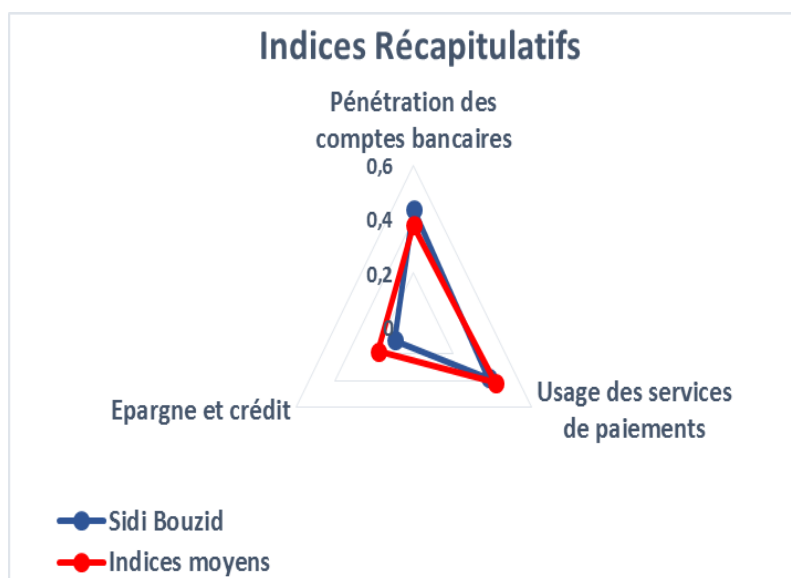 Indices Récapitulatifs
Pénétration des
comptes bancaires
0,6
0,4
0,2
0
Usage des services
de paiements
Epargne et crédit
Sidi Bouzid
Indices moyens